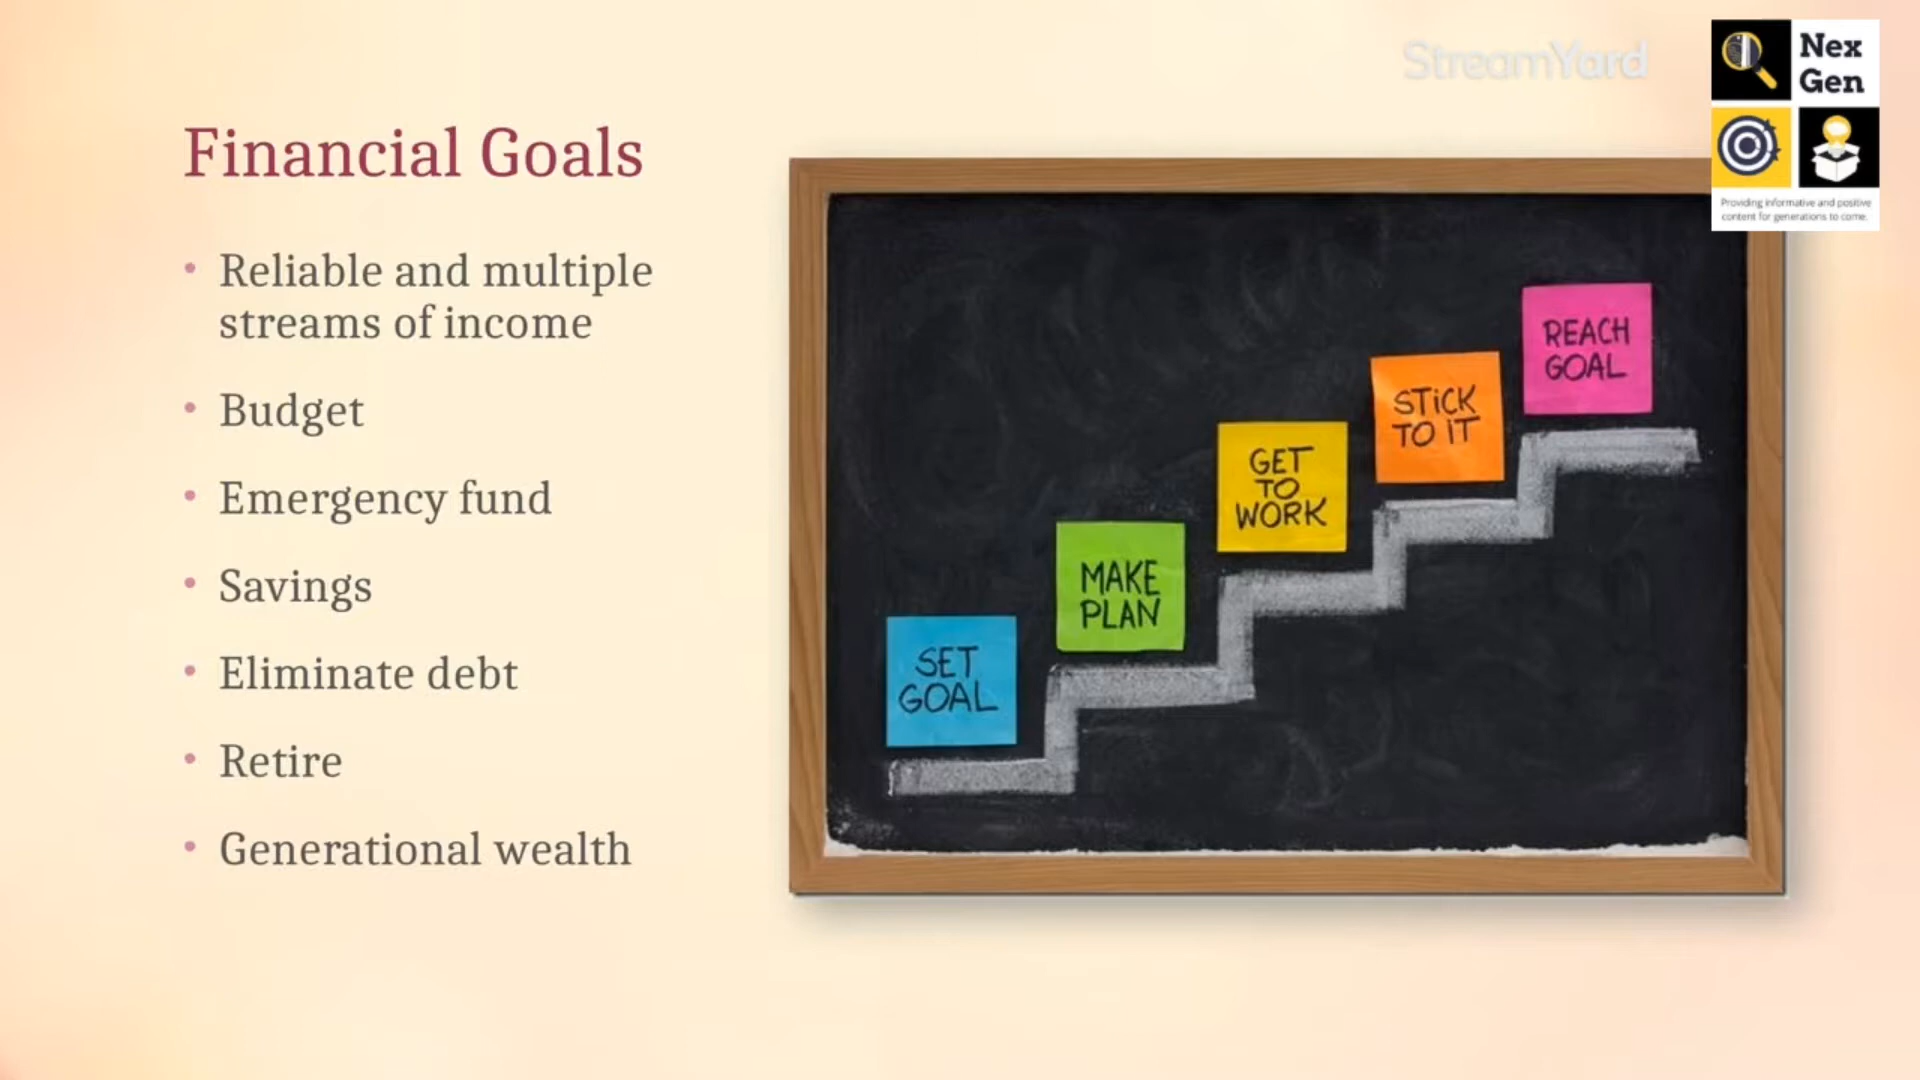 StreamYard
Nex
Gen
Providing informative and positive
content for generations to come.
Financial Goals
• Reliable and multiple
streams of income
• Budget
• Emergency fund
• Savings
• Eliminate debt
• Retire
• Generational wealth
REACH
GOAL
STiCK
TO iT
GET
TO
WORK
MAKE
PLAN
SET
GOAL